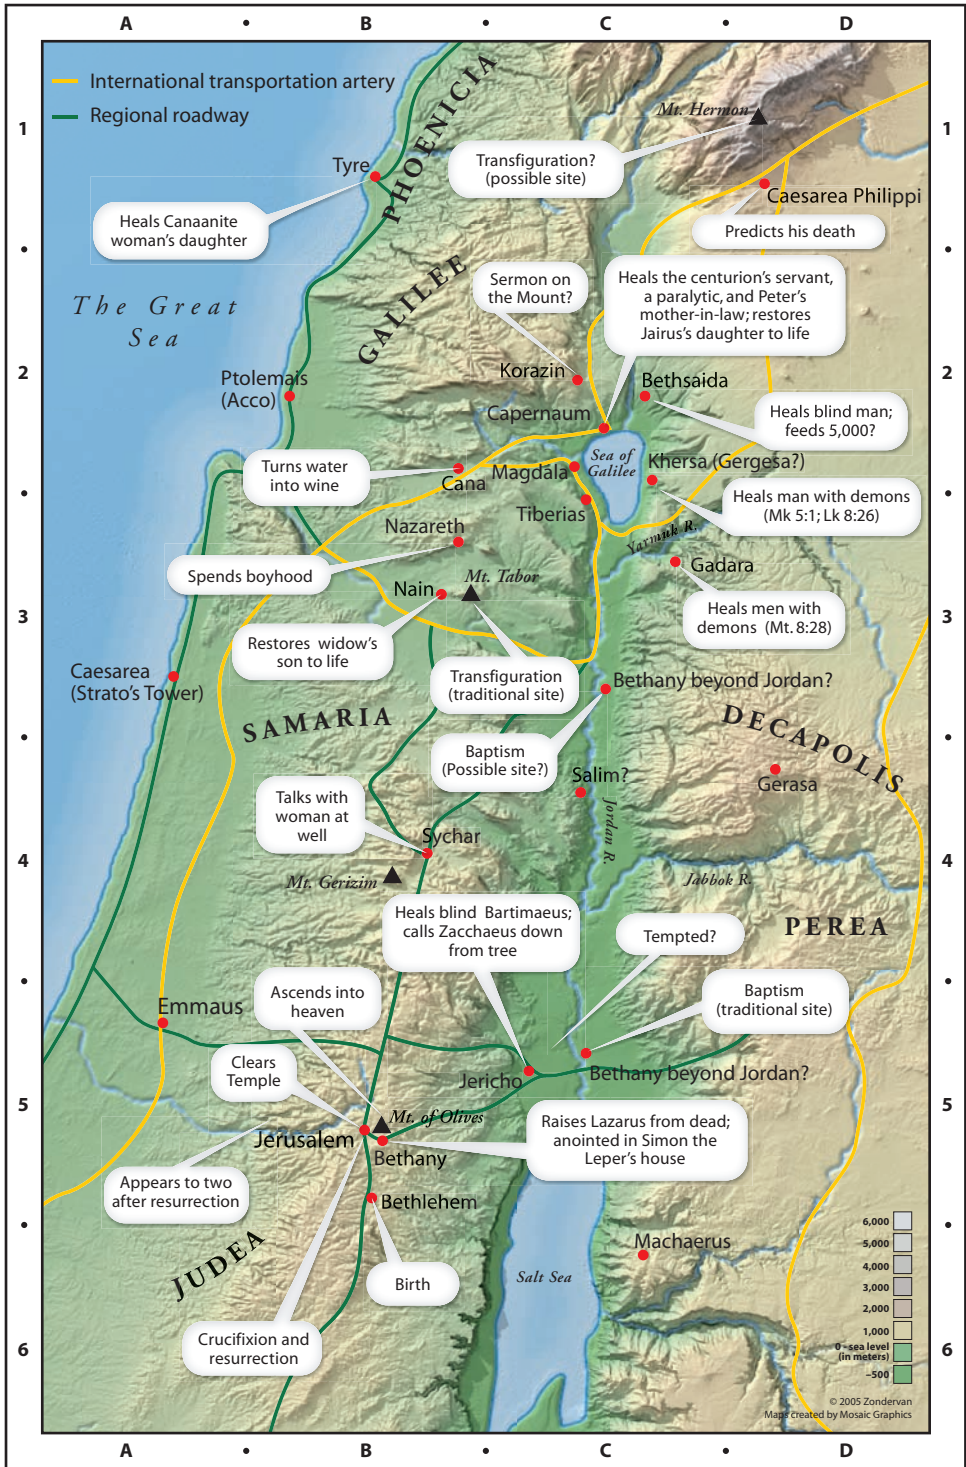 A • B • C • D
International transportation artery
Regional roadway
1
1
PHOENICIA
Mt. Hermon
Tyre
Transfiguration?
(possible site)
Caesarea Philippi
Heals Canaanite
woman's daughter
Predicts his death
•
•
The Great
Sea
GALILEE
Sermon on
the Mount?
Heals the centurion's servant,
a paralytic, and Peter's
mother-in-law; restores
Jairus's daughter to life
2
2
Ptolemais
(Acco)
Korazin
Bethsaida
Capernaum
Heals blind man;
feeds 5,000?
Turns water
into wine
Cana
Magdala
Sea of
Galilee
Khersa (Gergesa?)
•
•
Tiberias
Heals man with demons
(Mk 5:1; Lk 8:26)
Nazareth
Yarmuk R.
Spends boyhood
Mt. Tabor
Gadara
Nain
3
3
Heals men with
demons (Mt. 8:28)
Restores widow's
son to life
Transfiguration
(traditional site)
Caesarea
(Strato's Tower)
Bethany beyond Jordan?
SAMARIA
DECAPOLIS
•
•
Baptism
(Possible site?)
Salim?
Gerasa
Talks with
woman at
well
Jordan R.
Sychar
4
4
Mt. Gerizim
Jabbok R.
Heals blind Bartimaeus;
calls Zacchaeus down
from tree
Tempted?
PEREA
•
•
Emmaus
Ascends into
heaven
Baptism
(traditional site)
Clears
Temple
Jericho
Bethany beyond Jordan?
5
5
Mt. of Olives
Jerusalem
Bethany
Raises Lazarus from dead;
anointed in Simon the
Leper's house
Appears to two
after resurrection
Bethlehem
•
•
JUDEA
Machaerus
Birth
Salt Sea
Crucifixion and
resurrection
6
6
6,000
5,000
4,000
3,000
2,000
1,000
0 - sea level
(in meters)
–500
© 2005 Zondervan
Maps created by Mosaic Graphics
A • B • C • D